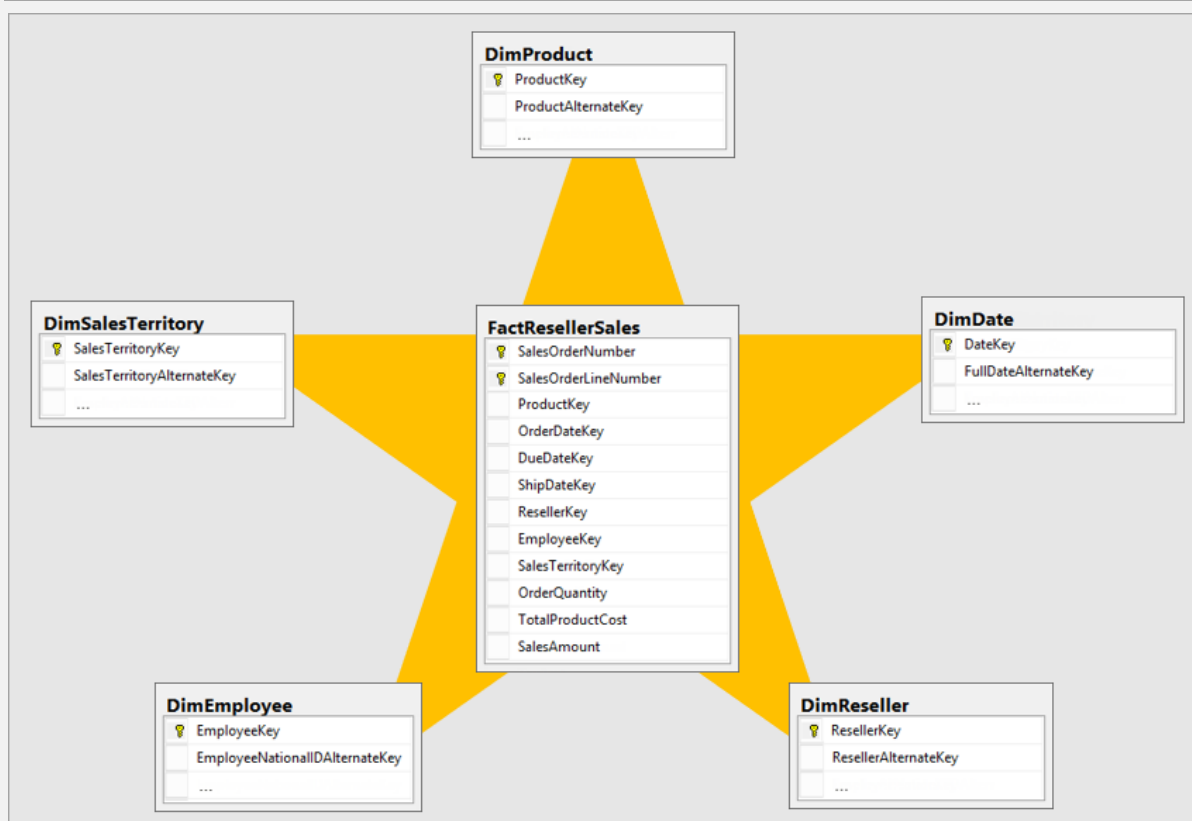 DimProduct
ProductKey
ProductAlternateKey
...
DimSalesTerritory
SalesTerritoryKey
SalesTerritoryAlternateKey
...
FactResellerSales
SalesOrderNumber
SalesOrderLineNumber
ProductKey
OrderDateKey
DueDateKey
ShipDateKey
ResellerKey
EmployeeKey
SalesTerritoryKey
OrderQuantity
TotalProductCost
SalesAmount
DimDate
DateKey
FullDateAlternateKey
...
DimEmployee
EmployeeKey
EmployeeNationalIDAlternateKey
...
DimReseller
ResellerKey
ResellerAlternateKey
...